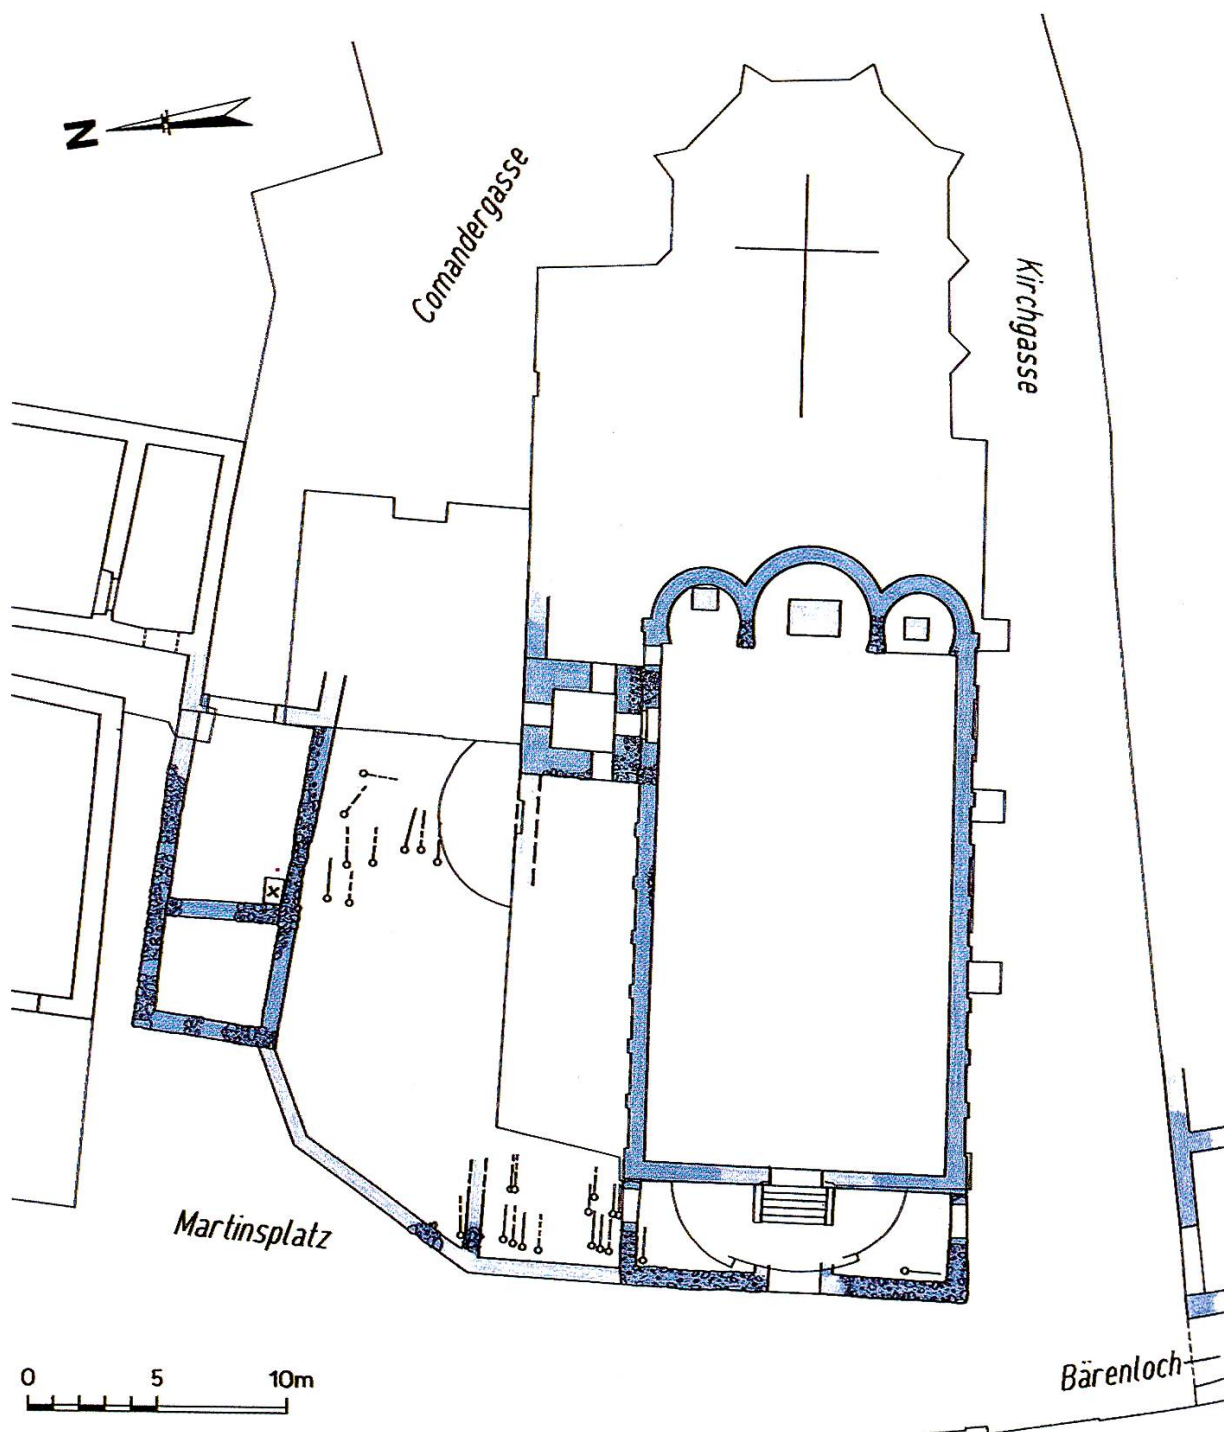 N
Comandergasse
Kirchgasse
x
Martinsplatz
0 5 10m
Bärenloch